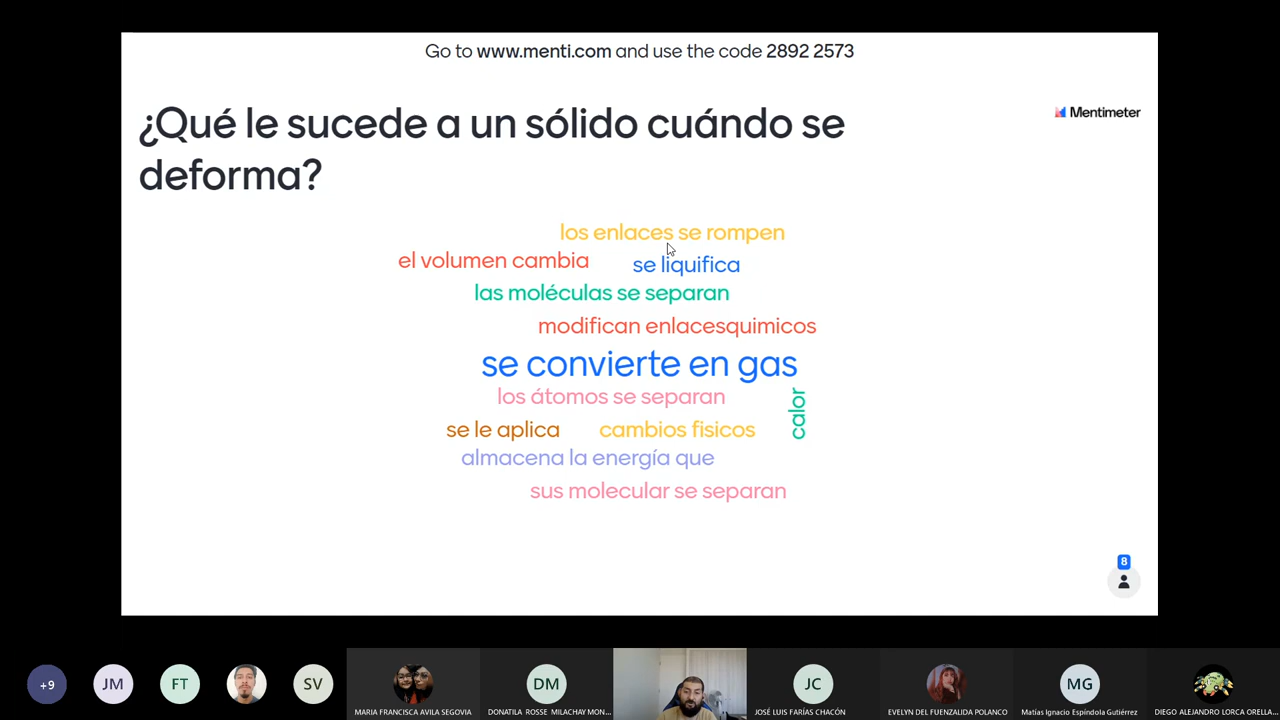 Go to www.menti.com and use the code 2892 2573
¿Qué le sucede a un sólido cuándo se
deforma?
Mentimeter
los enlaces se rompen
el volumen cambia
se liquifica
las moléculas se separan
modifican enlacesquimicos
se convierte en gas
los átomos se separan
calor
se le aplica
cambios fisicos
almacena la energía que
sus molecular se separan
8
+9
JM
FT
SV
MARIA FRANCISCA AVILA SEGOVIA
DM
DONATILA ROSSE MILACHAY MON...
JC
JOSÉ LUIS FARÍAS CHACÓN
EVELYN DEL FUENZALIDA POLANCO
MG
Matías Ignacio Espíndola Gutiérrez
DIEGO ALEJANDRO LORCA ORELLA...